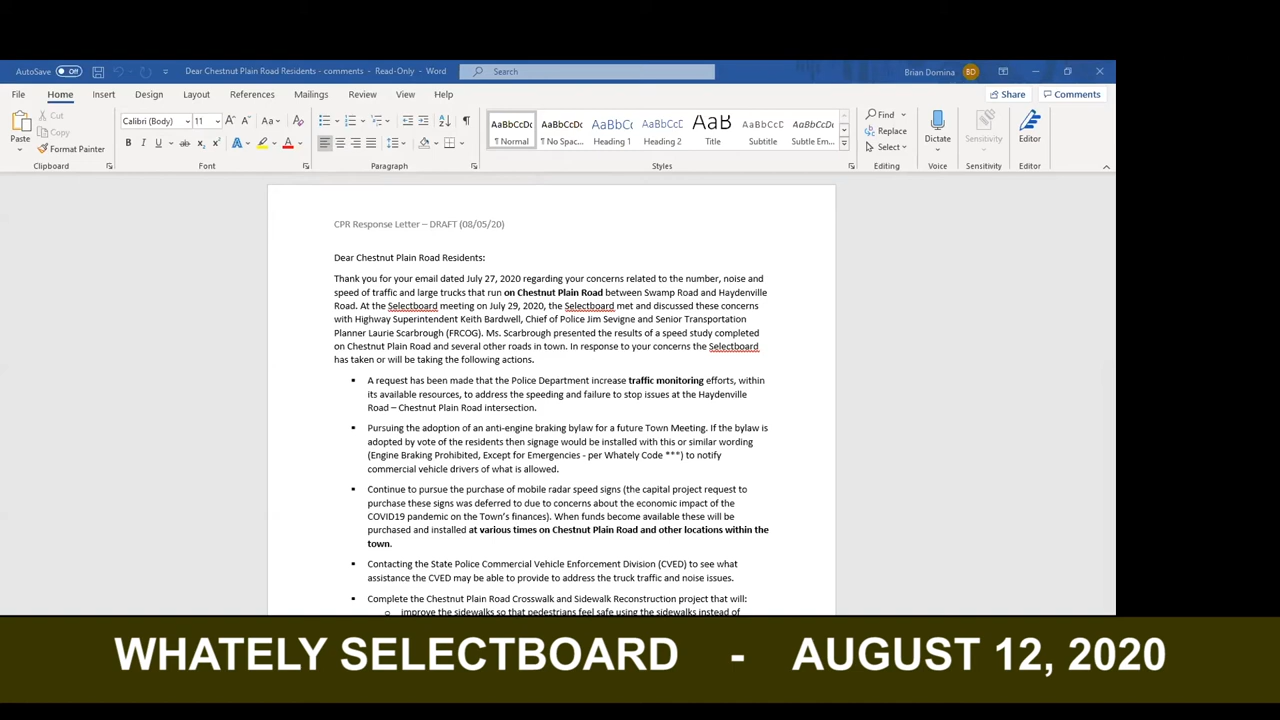 AutoSave Off Dear Chestnut Plain Road Residents - comments - Read-Only - Word Search Brian Domina BD
File Home Insert Design Layout References Mailings Review View Help Share Comments
Paste Cut Copy Format Painter Clipboard
Calibri (Body) 11 Font
Paragraph
AaBbCcDc AaBbCcDc AaBbCc AaBbCcD AaB AaBbCcD AaBbCcDc
Normal No Spac... Heading 1 Heading 2 Title Subtitle Subtle Em...
Styles
Find Replace Select Editing
Dictate Voice
Sensitivity Sensitivity
Editor Editor
CPR Response Letter – DRAFT (08/05/20)
Dear Chestnut Plain Road Residents:
Thank you for your email dated July 27, 2020 regarding your concerns related to the number, noise and
speed of traffic and large trucks that run on Chestnut Plain Road between Swamp Road and Haydenville
Road. At the Selectboard meeting on July 29, 2020, the Selectboard met and discussed these concerns
with Highway Superintendent Keith Bardwell, Chief of Police Jim Sevigne and Senior Transportation
Planner Laurie Scarbrough (FRCOG). Ms. Scarbrough presented the results of a speed study completed
on Chestnut Plain Road and several other roads in town. In response to your concerns the Selectboard
has taken or will be taking the following actions.
▪ A request has been made that the Police Department increase traffic monitoring efforts, within
its available resources, to address the speeding and failure to stop issues at the Haydenville
Road – Chestnut Plain Road intersection.
▪ Pursuing the adoption of an anti-engine braking bylaw for a future Town Meeting. If the bylaw is
adopted by vote of the residents then signage would be installed with this or similar wording
(Engine Braking Prohibited, Except for Emergencies - per Whately Code ***) to notify
commercial vehicle drivers of what is allowed.
▪ Continue to pursue the purchase of mobile radar speed signs (the capital project request to
purchase these signs was deferred to due to concerns about the economic impact of the
COVID19 pandemic on the Town's finances). When funds become available these will be
purchased and installed at various times on Chestnut Plain Road and other locations within the
town.
▪ Contacting the State Police Commercial Vehicle Enforcement Division (CVED) to see what
assistance the CVED may be able to provide to address the truck traffic and noise issues.
▪ Complete the Chestnut Plain Road Crosswalk and Sidewalk Reconstruction project that will:
o improve the sidewalks so that pedestrians feel safe using the sidewalks instead of
WHATELY SELECTBOARD - AUGUST 12, 2020